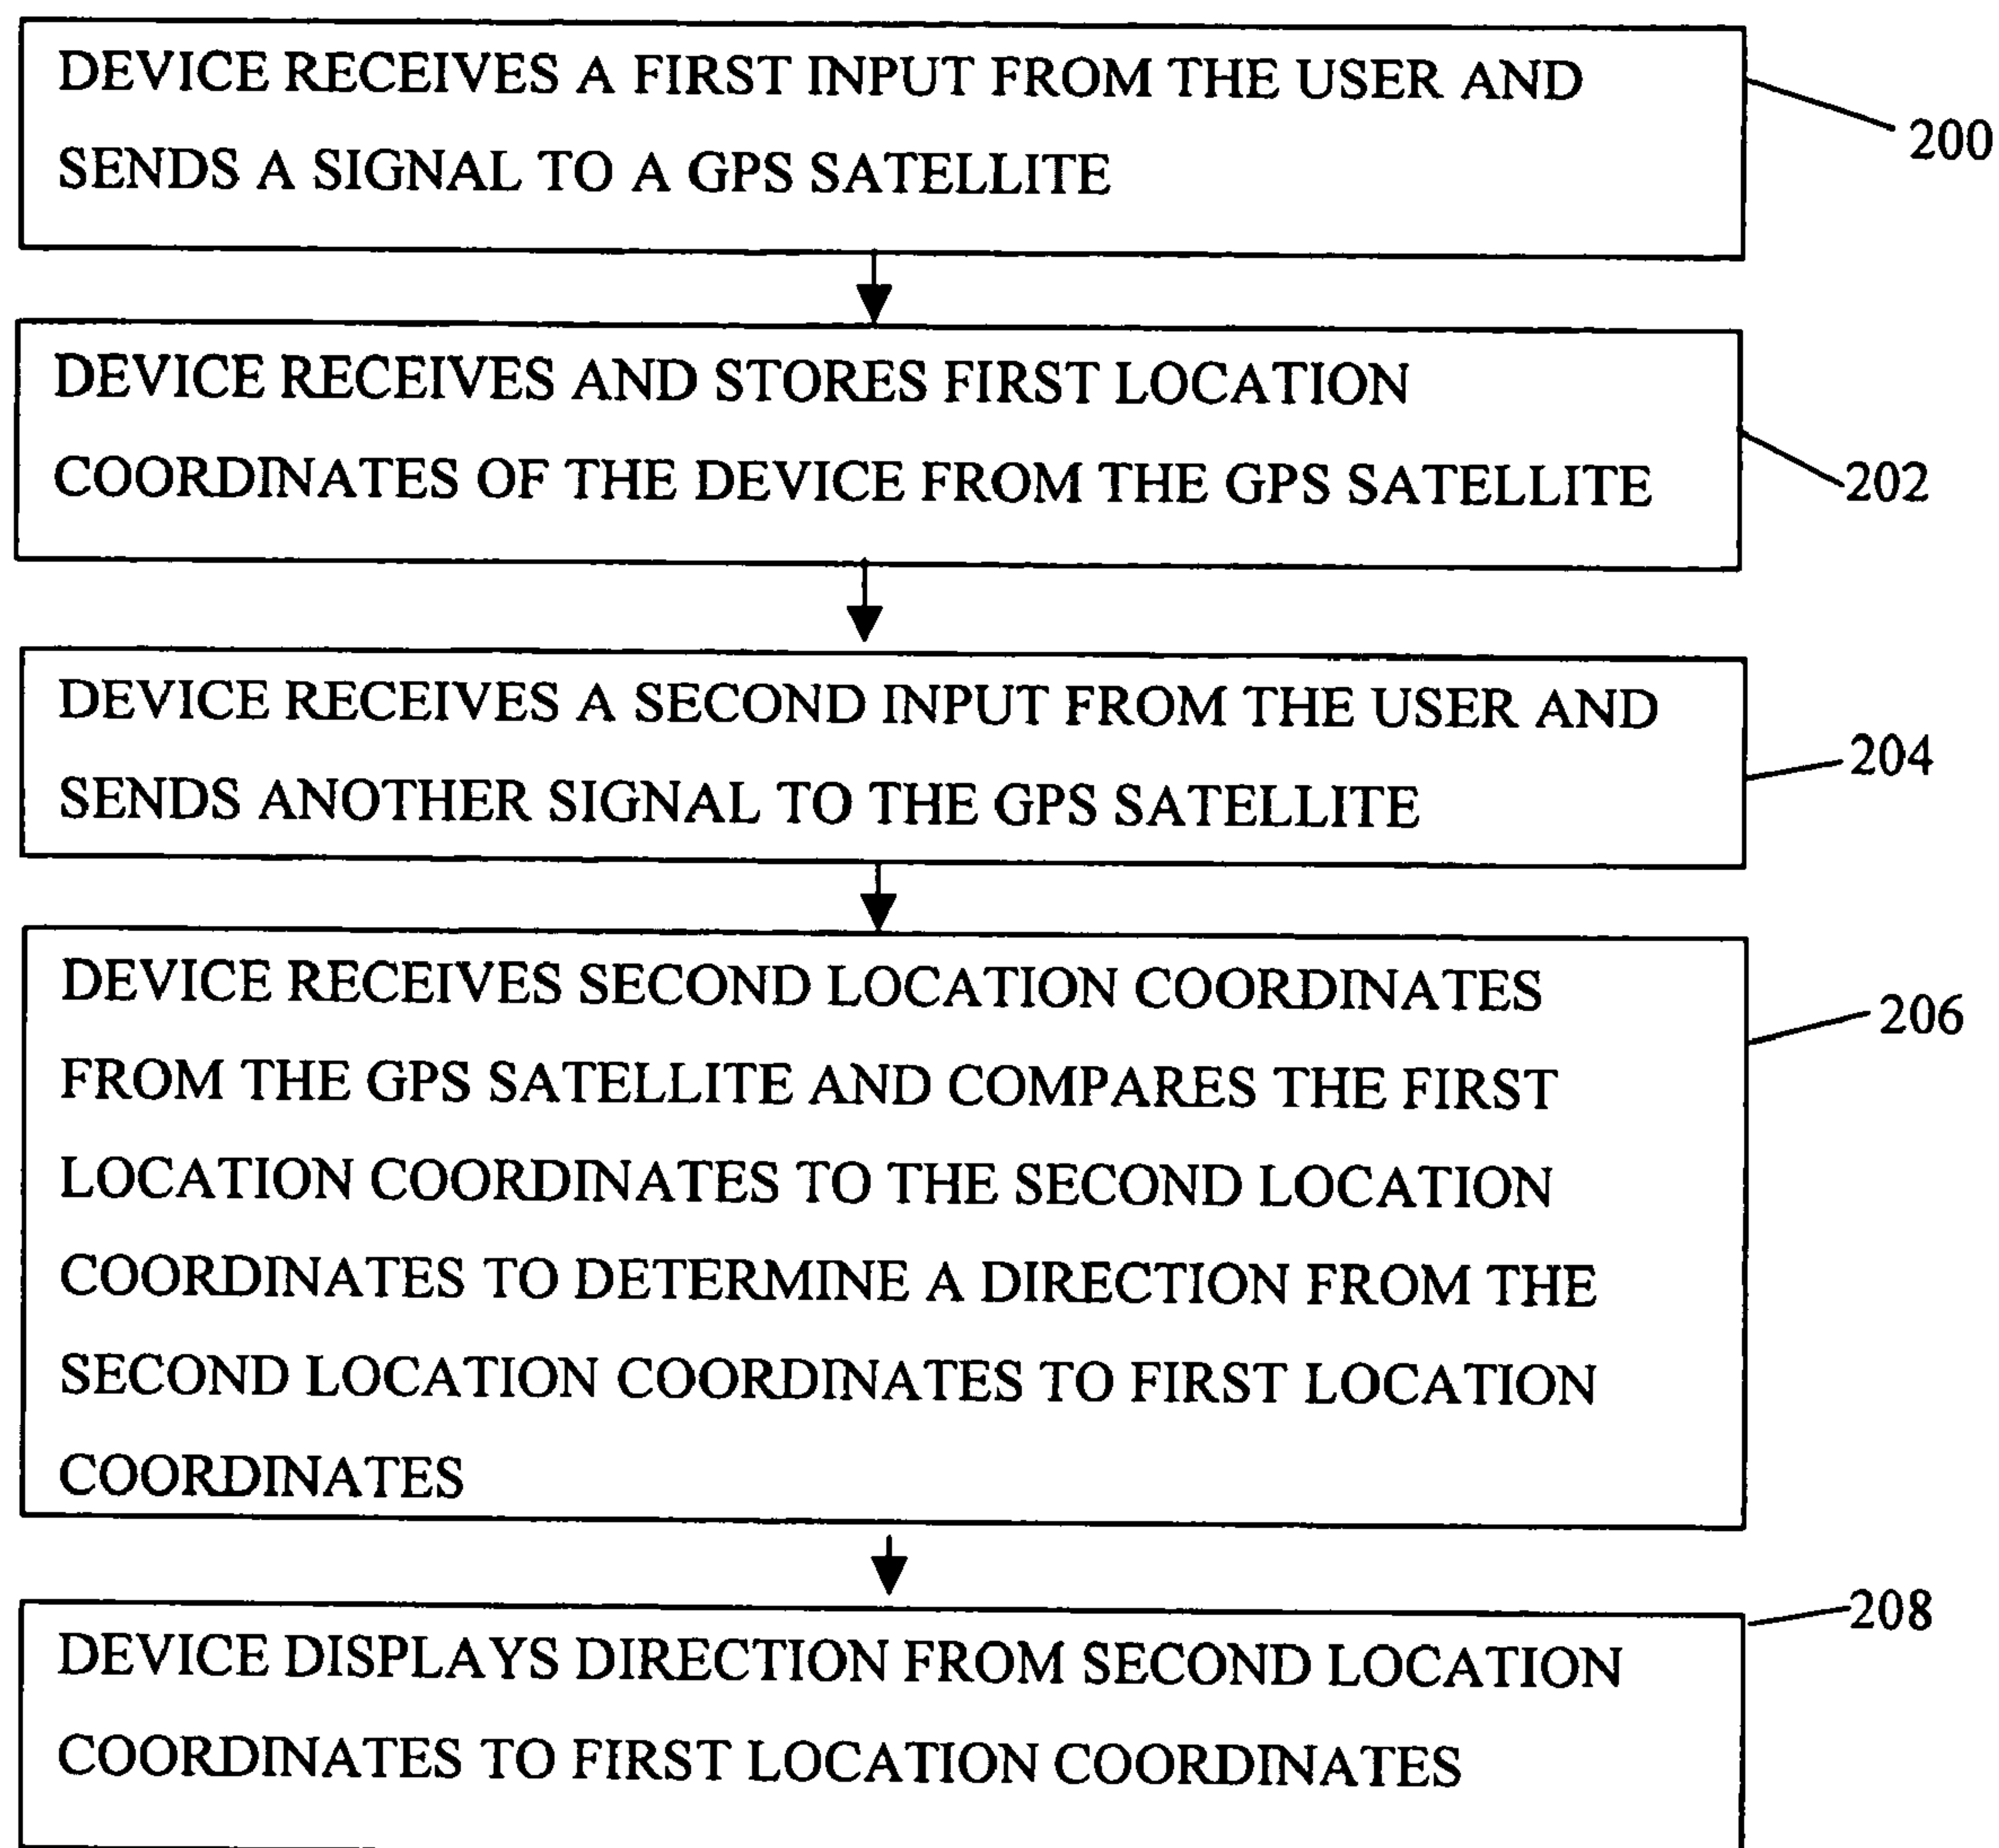 DEVICE RECEIVES A FIRST INPUT FROM THE USER AND
SENDS A SIGNAL TO A GPS SATELLITE
200
DEVICE RECEIVES AND STORES FIRST LOCATION
COORDINATES OF THE DEVICE FROM THE GPS SATELLITE
202
DEVICE RECEIVES A SECOND INPUT FROM THE USER AND
SENDS ANOTHER SIGNAL TO THE GPS SATELLITE
204
DEVICE RECEIVES SECOND LOCATION COORDINATES
FROM THE GPS SATELLITE AND COMPARES THE FIRST
LOCATION COORDINATES TO THE SECOND LOCATION
COORDINATES TO DETERMINE A DIRECTION FROM THE
SECOND LOCATION COORDINATES TO FIRST LOCATION
COORDINATES
206
DEVICE DISPLAYS DIRECTION FROM SECOND LOCATION
COORDINATES TO FIRST LOCATION COORDINATES
208